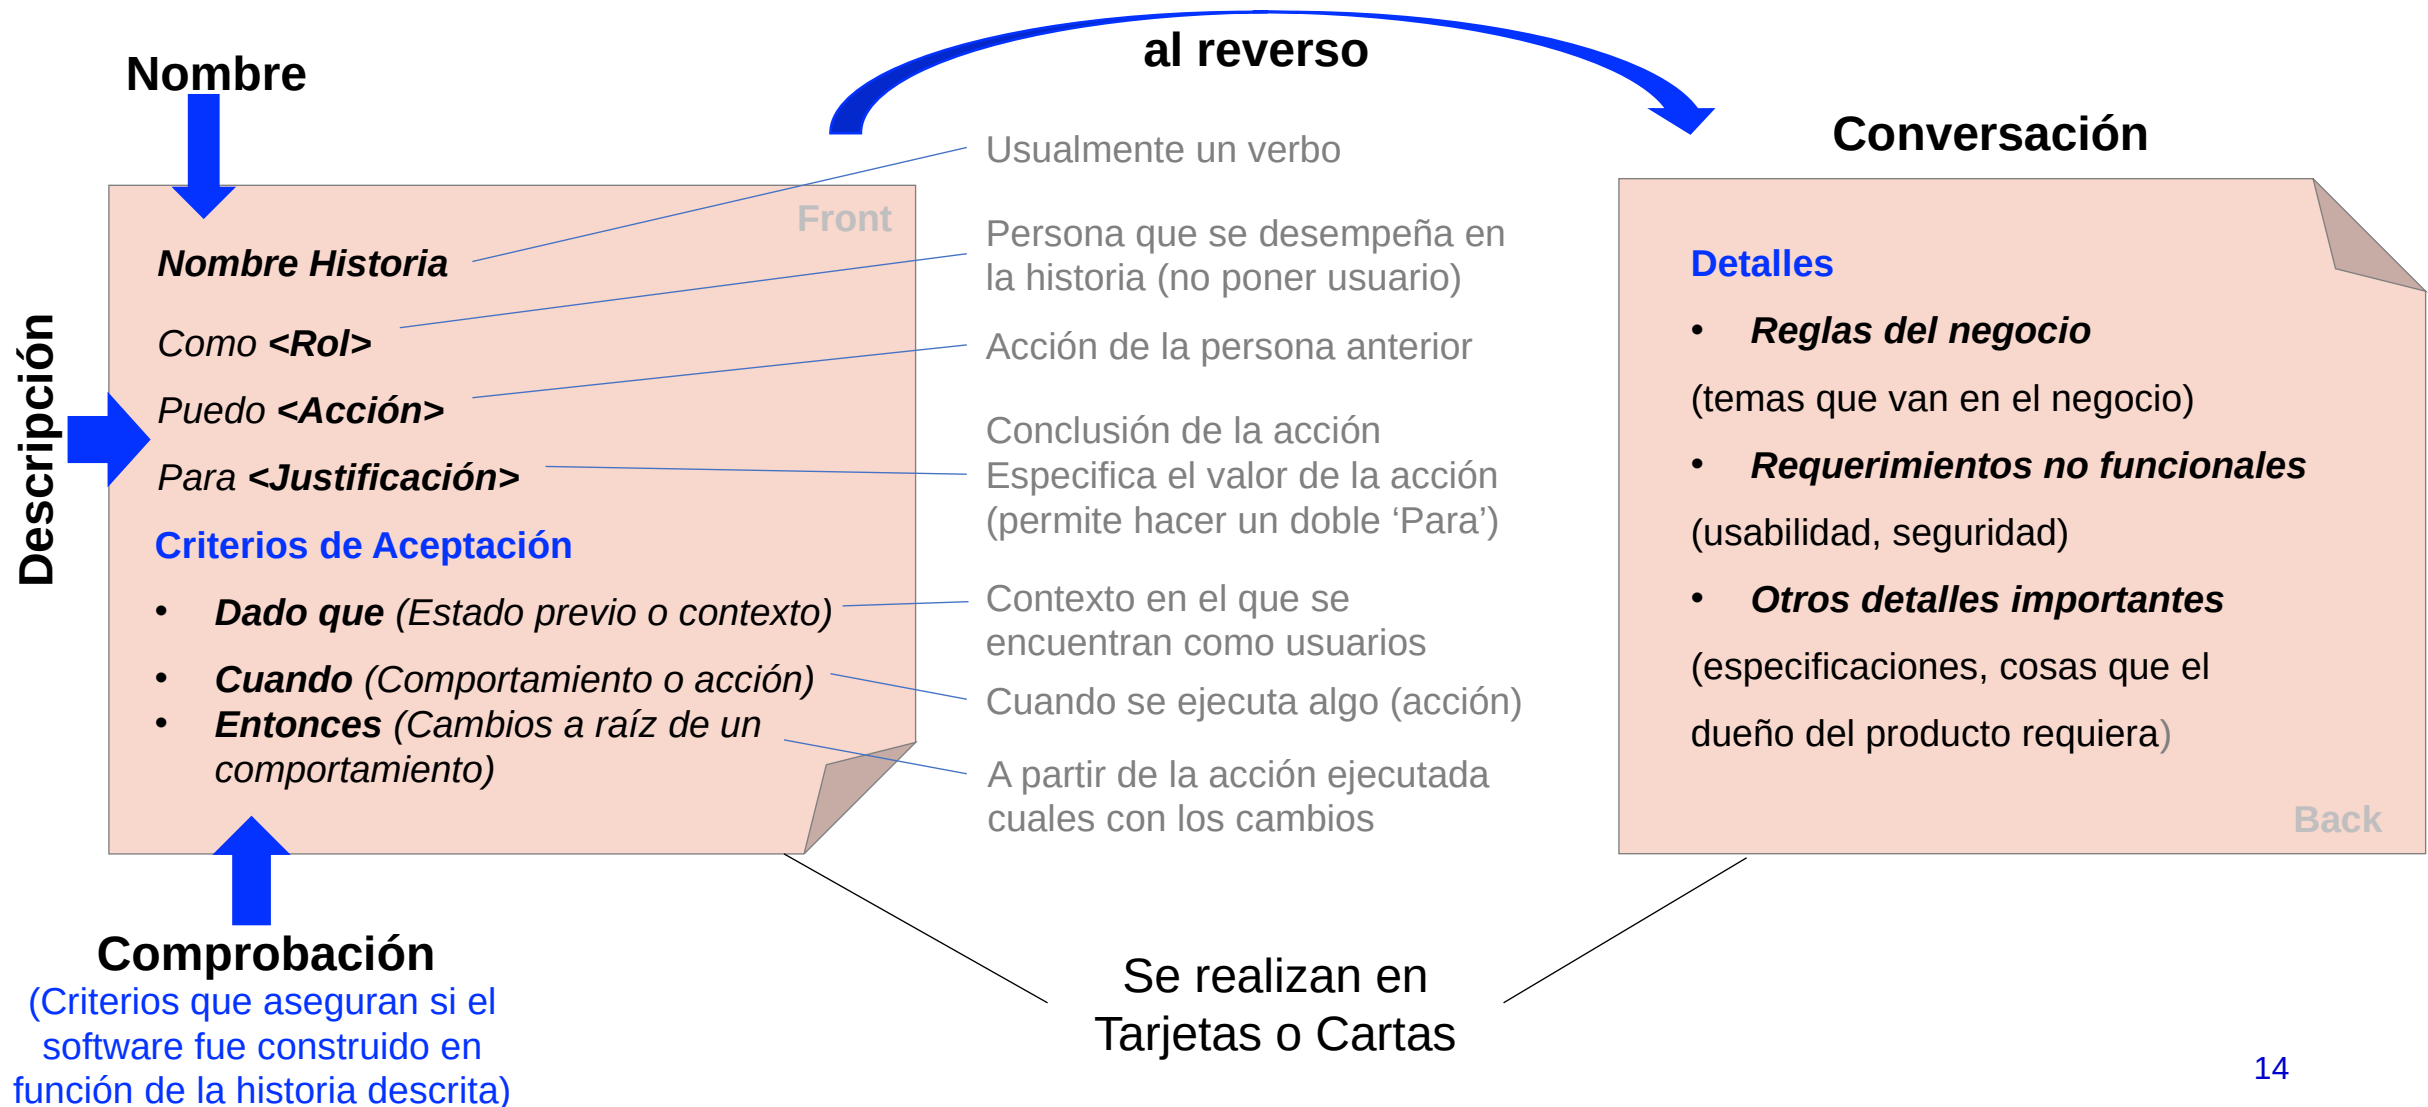 al reverso
Nombre
Conversación
Descripción
Front
Nombre Historia
Como <Rol>
Puedo <Acción>
Para <Justificación>
Criterios de Aceptación
• Dado que (Estado previo o contexto)
• Cuando (Comportamiento o acción)
• Entonces (Cambios a raíz de un
comportamiento)
Usualmente un verbo
Persona que se desempeña en
la historia (no poner usuario)
Acción de la persona anterior
Conclusión de la acción
Especifica el valor de la acción
(permite hacer un doble ‘Para’)
Contexto en el que se
encuentran como usuarios
Cuando se ejecuta algo (acción)
A partir de la acción ejecutada
cuales con los cambios
Detalles
• Reglas del negocio
(temas que van en el negocio)
• Requerimientos no funcionales
(usabilidad, seguridad)
• Otros detalles importantes
(especificaciones, cosas que el
dueño del producto requiera)
Back
Comprobación
(Criterios que aseguran si el
software fue construido en
función de la historia descrita)
Se realizan en
Tarjetas o Cartas
14